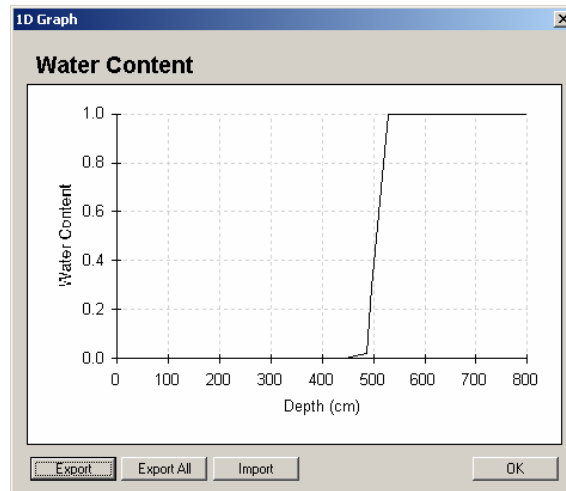 1D Graph
Water Content
1.0
0.8
0.6
0.4
0.2
0.0
Water Content
0 100 200 300 400 500 600 700 800
Depth (cm)
Export Export All Import OK